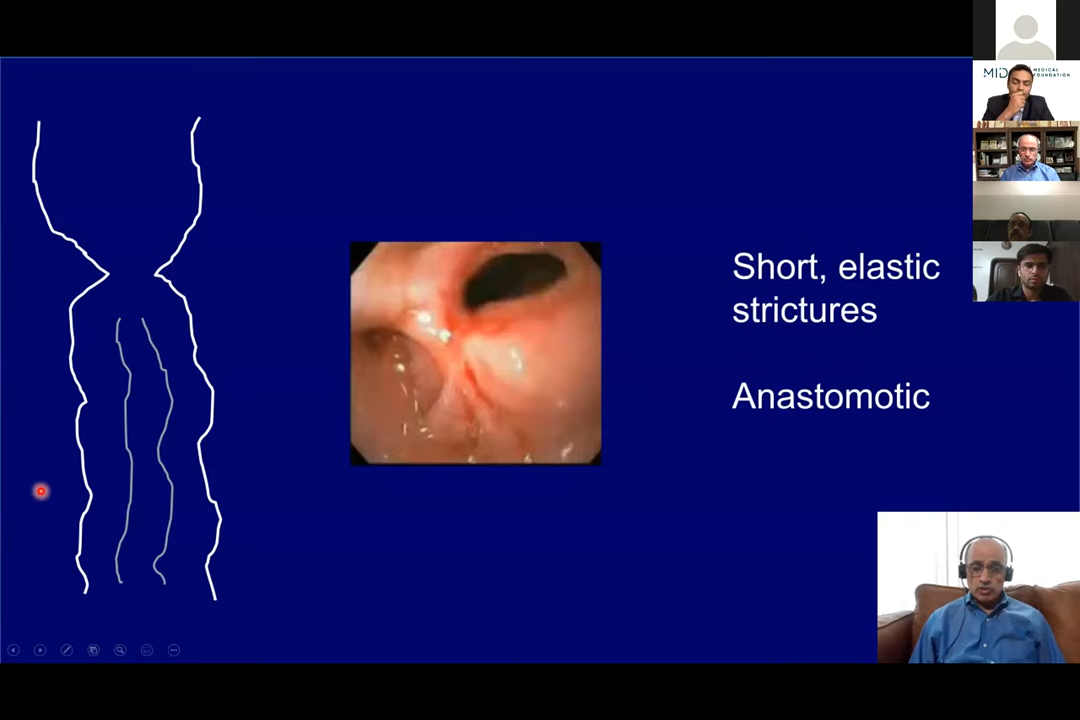 MID
MEDICAL
FOUNDATION
Short, elastic
strictures
Anastomotic